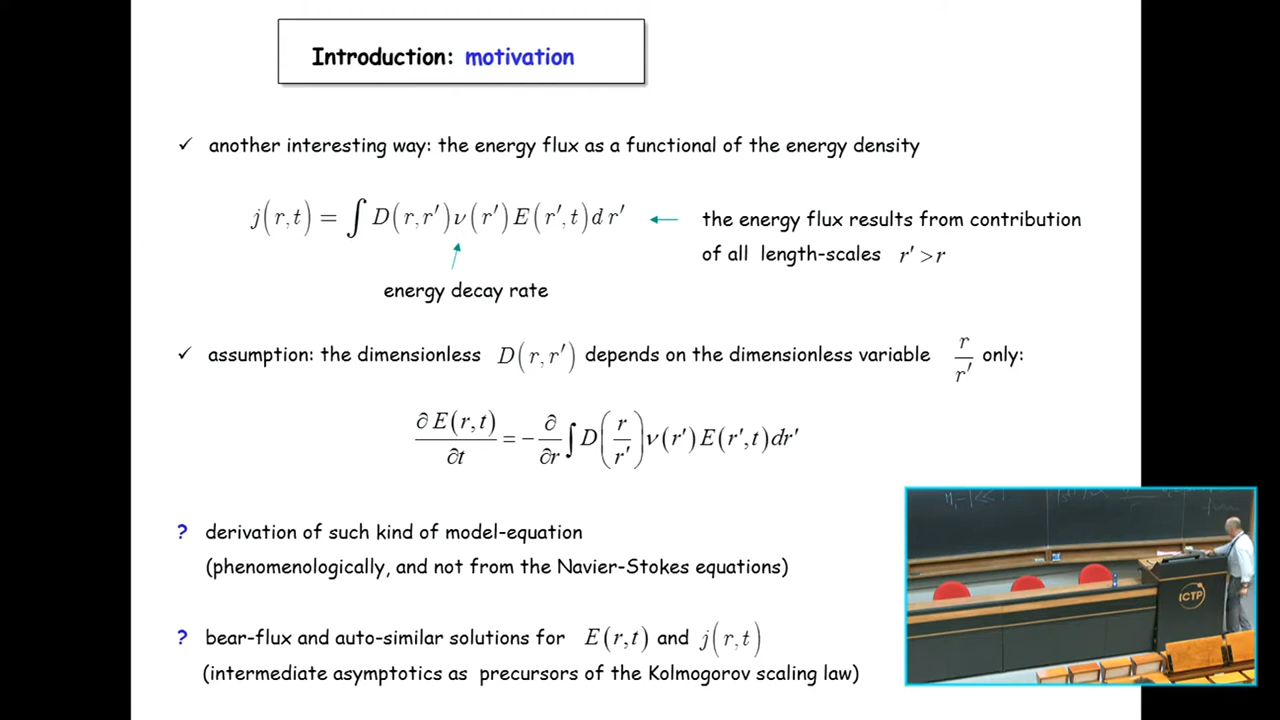 Introduction: motivation
✓ another interesting way: the energy flux as a functional of the energy density
j(r,t) = ∫ D(r,r′)ν(r′)E(r′,t)dr′ ← the energy flux results from contribution
of all length-scales r′ > r
energy decay rate
✓ assumption: the dimensionless D(r,r′) depends on the dimensionless variable r/r′ only:
∂E(r,t)/∂t = −∂/∂r ∫ D(r/r′) ν(r′)E(r′,t)dr′
? derivation of such kind of model-equation
(phenomenologically, and not from the Navier-Stokes equations)
? bear-flux and auto-similar solutions for E(r,t) and j(r,t)
(intermediate asymptotics as precursors of the Kolmogorov scaling law)
ICTP